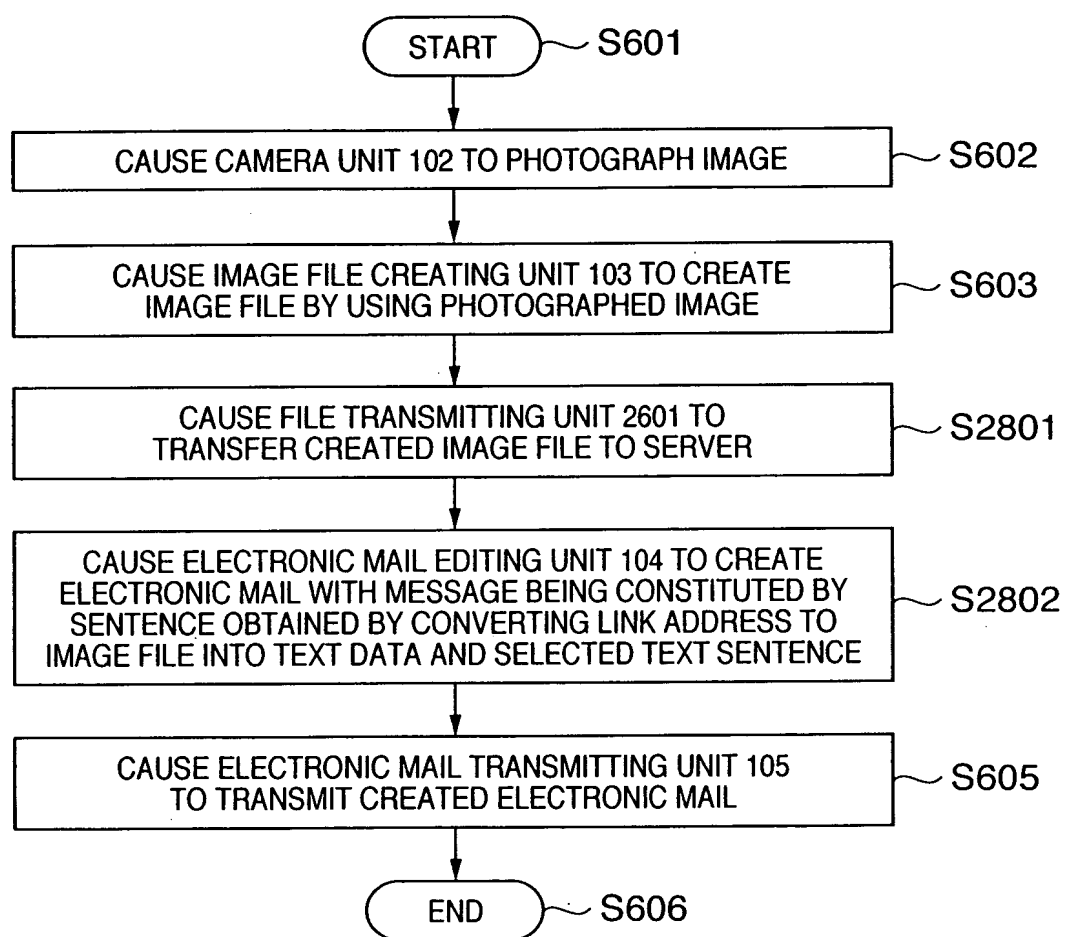 START
S601
CAUSE CAMERA UNIT 102 TO PHOTOGRAPH IMAGE
S602
CAUSE IMAGE FILE CREATING UNIT 103 TO CREATE
IMAGE FILE BY USING PHOTOGRAPHED IMAGE
S603
CAUSE FILE TRANSMITTING UNIT 2601 TO
TRANSFER CREATED IMAGE FILE TO SERVER
S2801
CAUSE ELECTRONIC MAIL EDITING UNIT 104 TO CREATE
ELECTRONIC MAIL WITH MESSAGE BEING CONSTITUTED BY
SENTENCE OBTAINED BY CONVERTING LINK ADDRESS TO
IMAGE FILE INTO TEXT DATA AND SELECTED TEXT SENTENCE
S2802
CAUSE ELECTRONIC MAIL TRANSMITTING UNIT 105
TO TRANSMIT CREATED ELECTRONIC MAIL
S605
END
S606